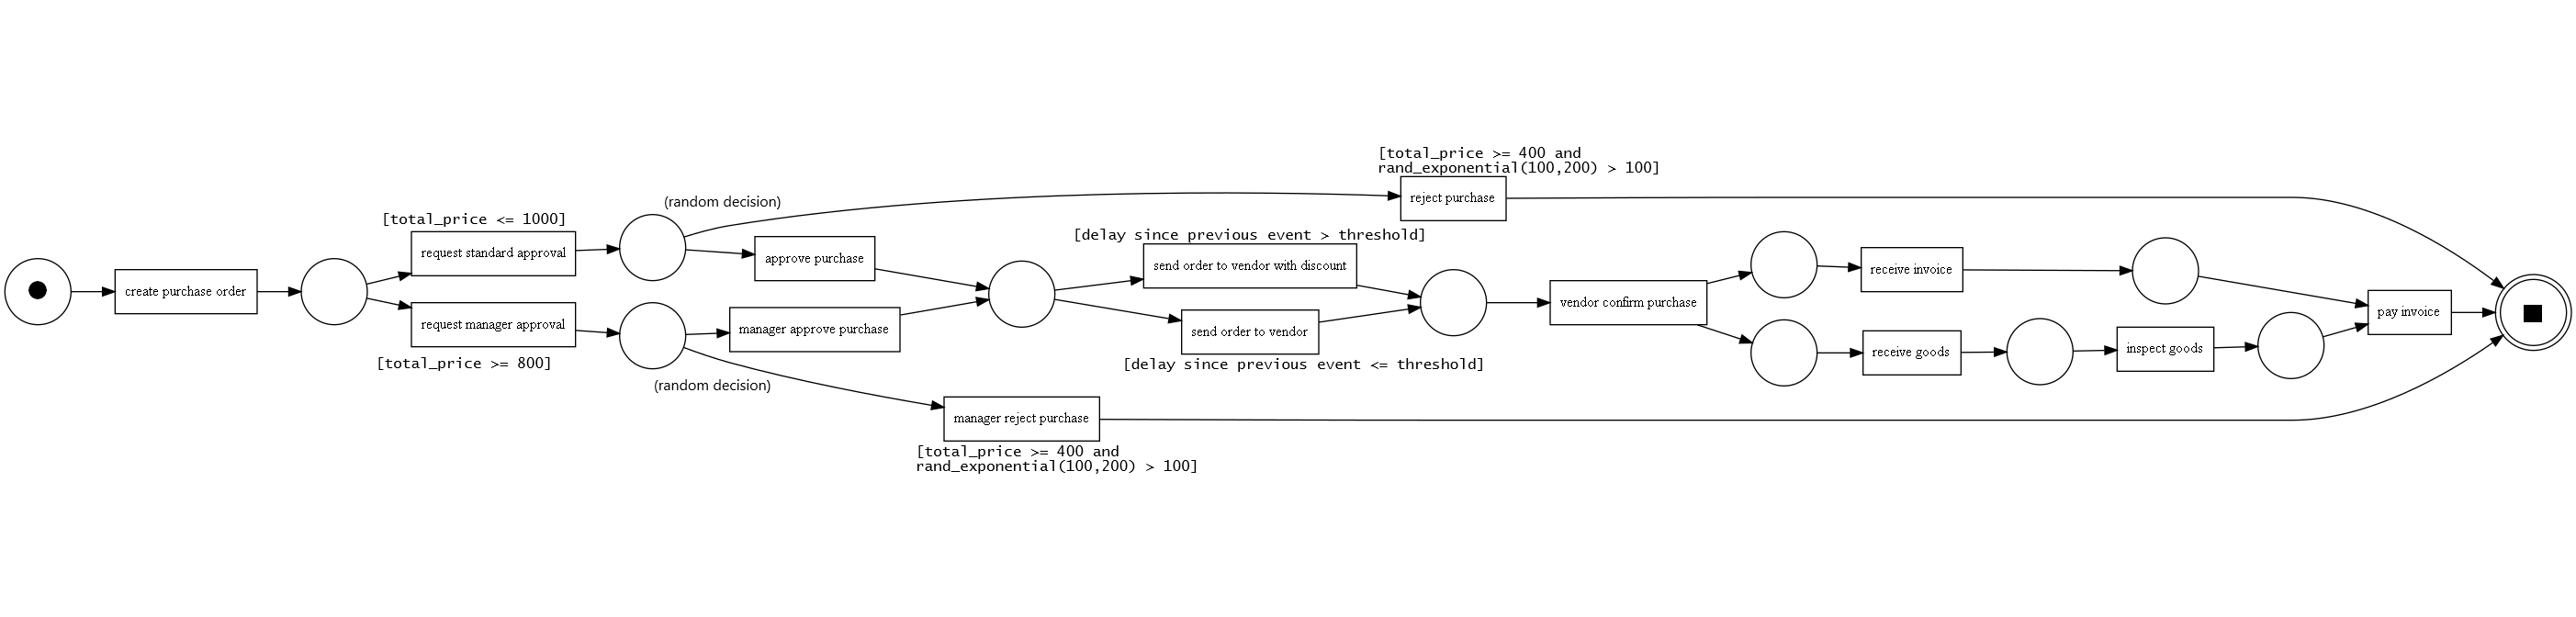 [total_price >= 400 and
rand_exponential(100,200) > 100]
reject purchase
(random decision)
[total_price <= 1000]
request standard approval
approve purchase
[delay since previous event > threshold]
send order to vendor with discount
create purchase order
request manager approval
[total_price >= 800]
manager approve purchase
send order to vendor
[delay since previous event <= threshold]
vendor confirm purchase
receive invoice
receive goods
inspect goods
pay invoice
(random decision)
manager reject purchase
[total_price >= 400 and
rand_exponential(100,200) > 100]